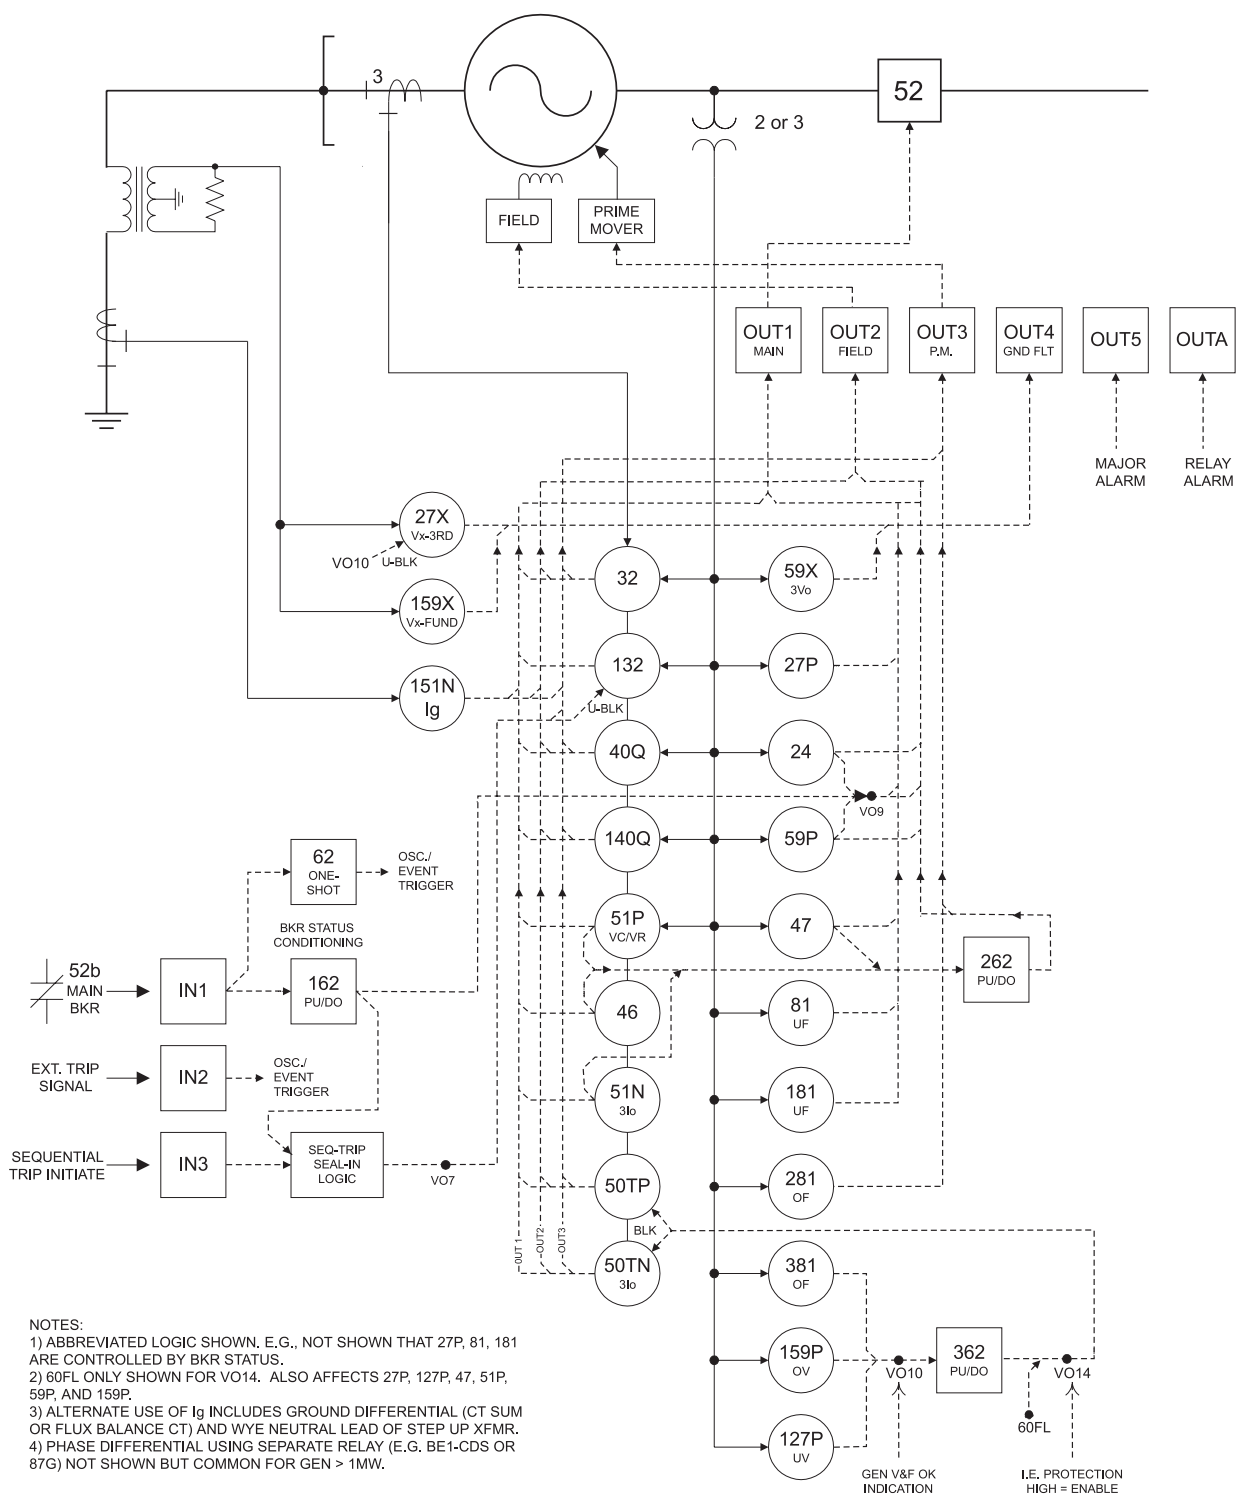 3
52
2 or 3
FIELD
PRIME
MOVER
OUT1
MAIN
OUT2
FIELD
OUT3
P.M.
OUT4
GND FLT
OUT5
OUTA
MAJOR
ALARM
RELAY
ALARM
27X
Vx-3RD
VO10
U-BLK
32
59X
3Vo
159X
Vx-FUND
132
27P
151N
Ig
U-BLK
40Q
24
VO9
140Q
59P
62
ONE-
SHOT
OSC./
EVENT
TRIGGER
51P
VC/VR
47
BKR STATUS
CONDITIONING
52b
MAIN
BKR
IN1
162
PU/DO
262
PU/DO
46
81
UF
EXT. TRIP
SIGNAL
IN2
OSC./
EVENT
TRIGGER
51N
3Io
181
UF
SEQUENTIAL
TRIP INITIATE
IN3
SEQ-TRIP
SEAL-IN
LOGIC
VO7
50TP
281
OF
OUT 1
OUT2
OUT3
BLK
50TN
3Io
381
OF
159P
OV
VO10
362
PU/DO
VO14
60FL
127P
UV
GEN V&F OK
INDICATION
I.E. PROTECTION
HIGH = ENABLE
NOTES:
1) ABBREVIATED LOGIC SHOWN. E.G., NOT SHOWN THAT 27P, 81, 181
ARE CONTROLLED BY BKR STATUS.
2) 60FL ONLY SHOWN FOR VO14. ALSO AFFECTS 27P, 127P, 47, 51P,
59P, AND 159P.
3) ALTERNATE USE OF Ig INCLUDES GROUND DIFFERENTIAL (CT SUM
OR FLUX BALANCE CT) AND WYE NEUTRAL LEAD OF STEP UP XFMR.
4) PHASE DIFFERENTIAL USING SEPARATE RELAY (E.G. BE1-CDS OR
87G) NOT SHOWN BUT COMMON FOR GEN > 1MW.